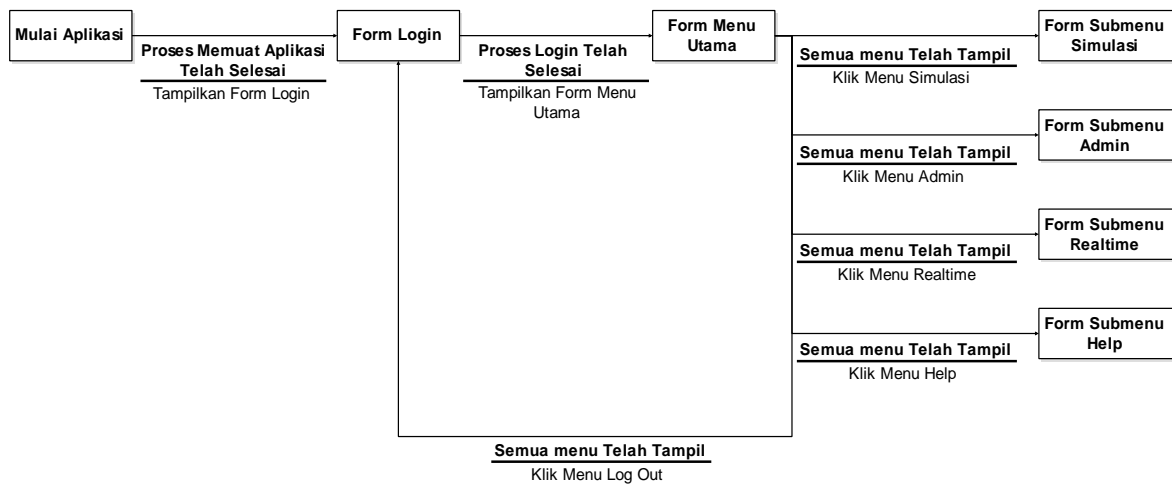 Mulai Aplikasi
Proses Memuat Aplikasi
Telah Selesai
Tampilkan Form Login
Form Login
Proses Login Telah
Selesai
Tampilkan Form Menu
Utama
Form Menu
Utama
Semua menu Telah Tampil
Klik Menu Simulasi
Form Submenu
Simulasi
Semua menu Telah Tampil
Klik Menu Admin
Form Submenu
Admin
Semua menu Telah Tampil
Klik Menu Realtime
Form Submenu
Realtime
Semua menu Telah Tampil
Klik Menu Help
Form Submenu
Help
Semua menu Telah Tampil
Klik Menu Log Out